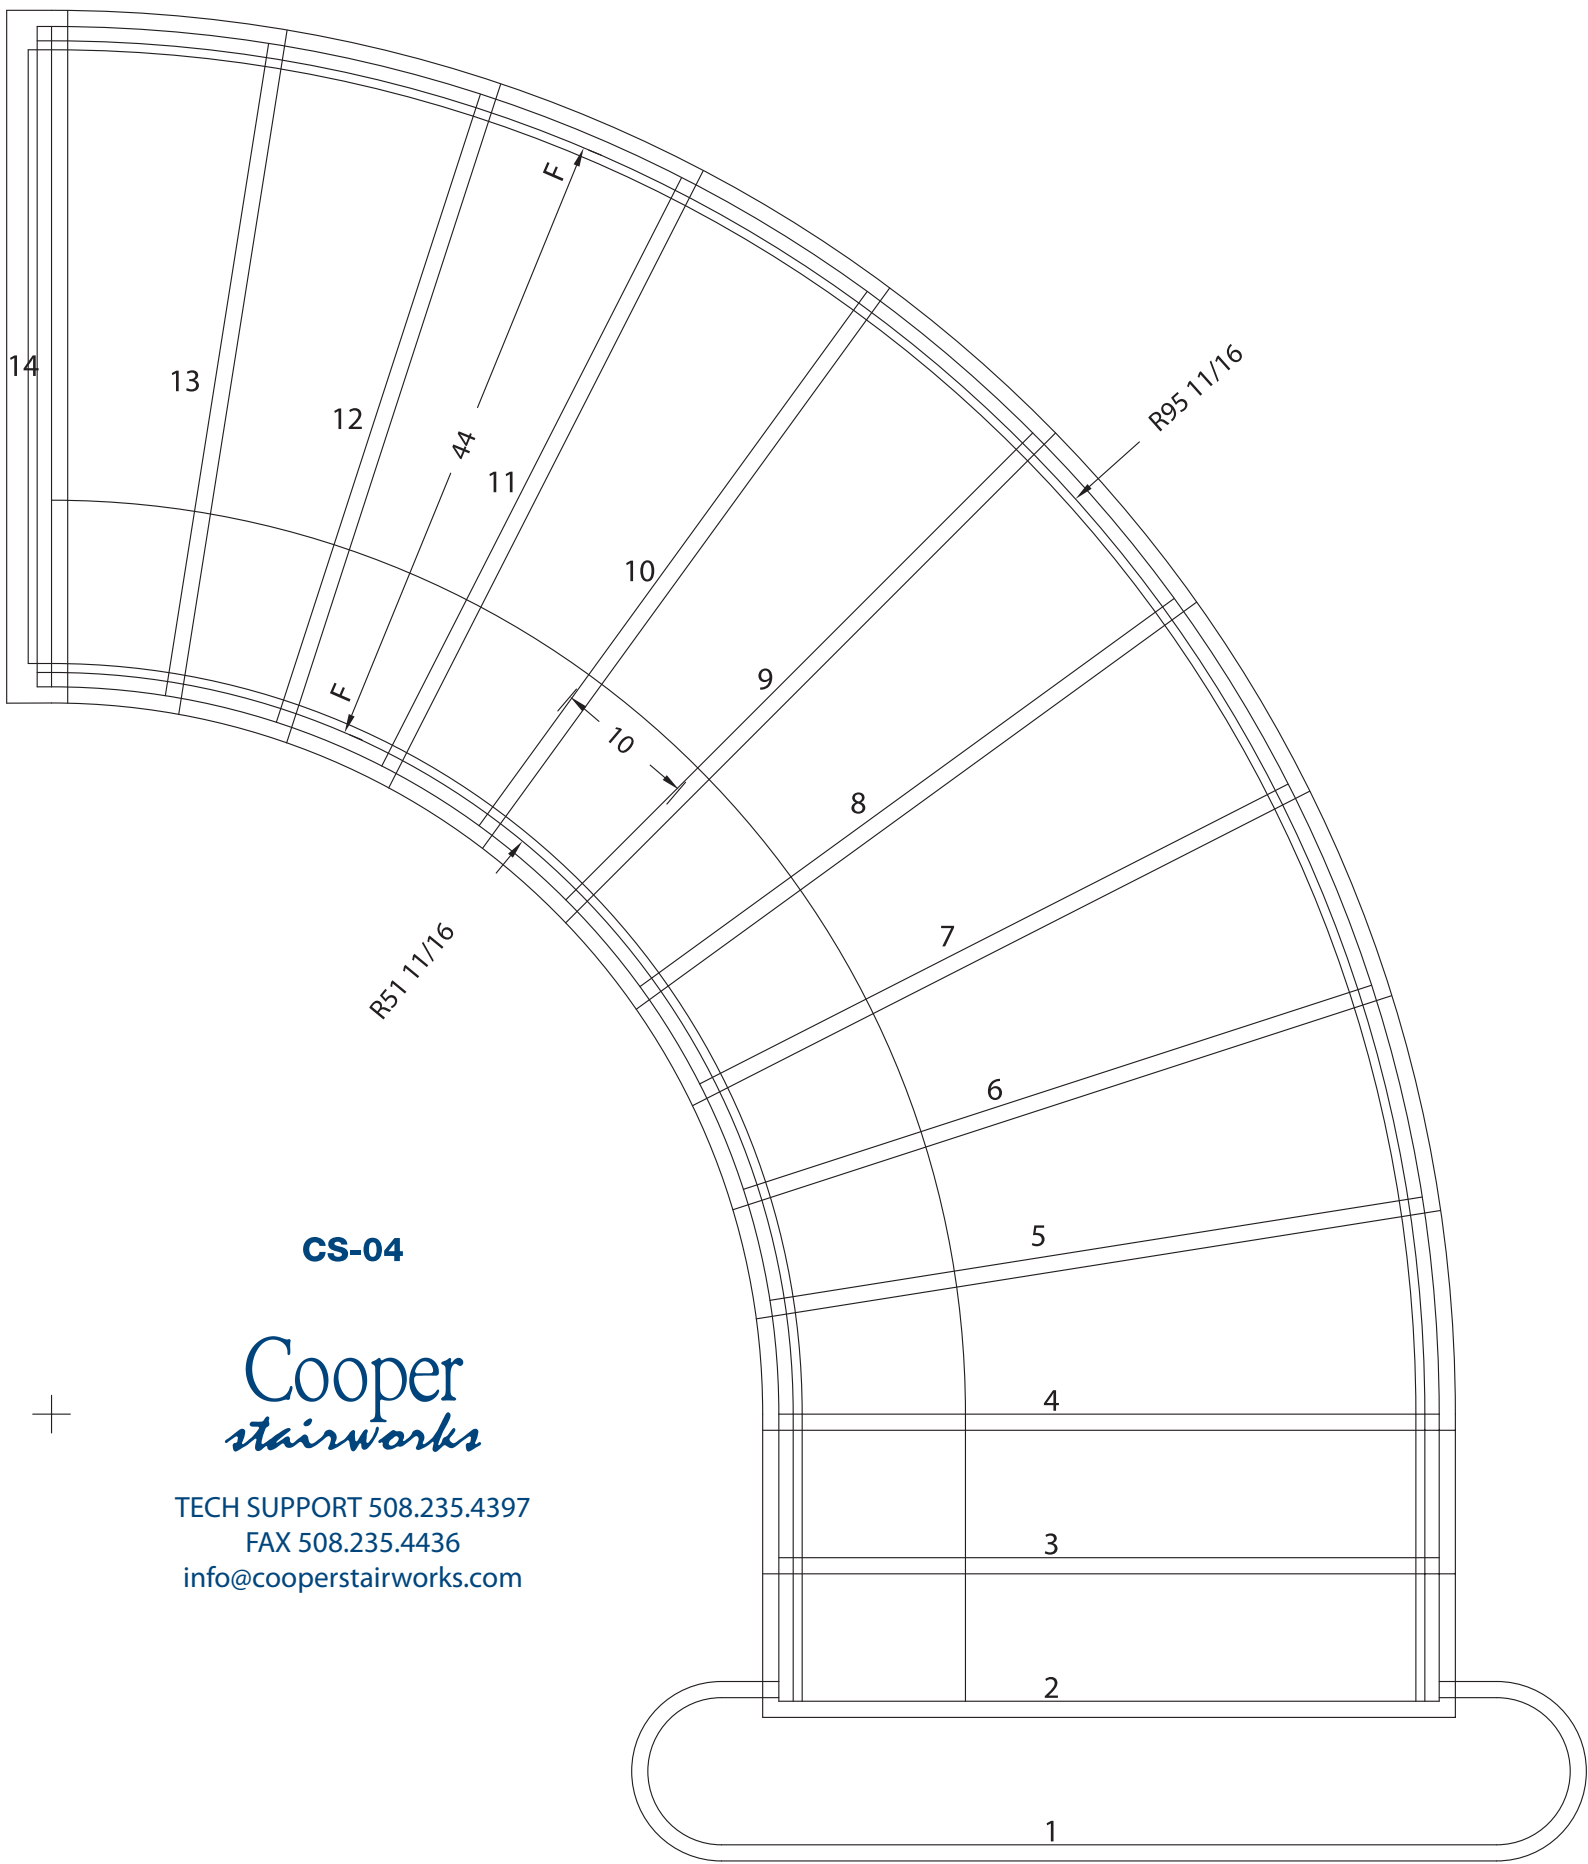 F
R95 11/16
14
13
12
44
11
10
9
F
10
8
R51 11/16
7
6
5
CS-04
Cooper
stairworks
4
TECH SUPPORT 508.235.4397
FAX 508.235.4436
info@cooperstairworks.com
3
2
1